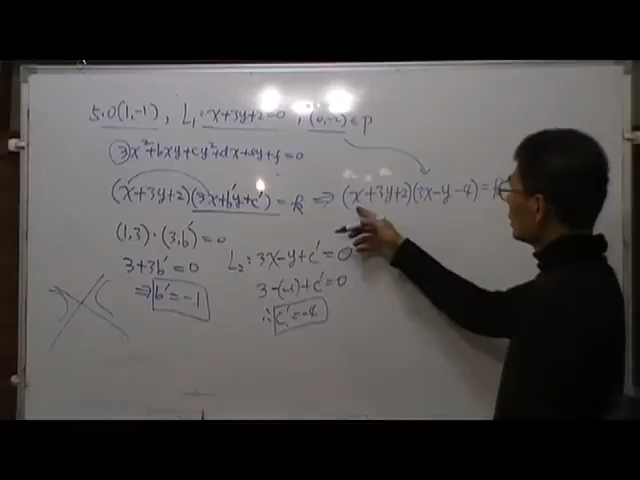 5. O(1,-1), L₁: x+3y+2=0, (0,-2)∈P
3x²+bxy+cy²+dx+ey+f=0
(x+3y+2)(3x+b'y+c')=k ⇒ (x+3y+2)(3x-y-4)=k
(1,3)·(3,b')=0
3+3b'=0
⇒ b'=-1
L₂: 3x-y+c'=0
3-(-1)+c'=0
∴ c'=-4